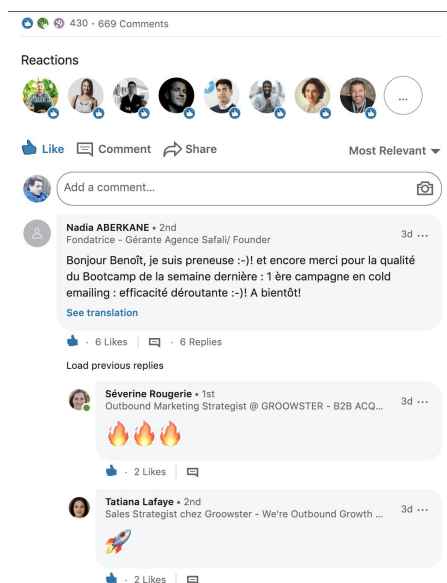 430 · 669 Comments
Reactions
...
Like Comment Share Most Relevant
Add a comment...
Nadia ABERKANE • 2nd 3d ...
Fondatrice - Gérante Agence Safali/ Founder
Bonjour Benoît, je suis preneuse :-)! et encore merci pour la qualité
du Bootcamp de la semaine dernière : 1 ère campagne en cold
emailing : efficacité déroutante :-)! A bientôt!
See translation
· 6 Likes | · 6 Replies
Load previous replies
Séverine Rougerie • 1st 3d ...
Outbound Marketing Strategist @ GROOWSTER - B2B ACQ...
🔥🔥🔥
· 2 Likes |
Tatiana Lafaye • 2nd 3d ...
Sales Strategist chez Groowster - We're Outbound Growth ...
🚀
· 2 Likes |